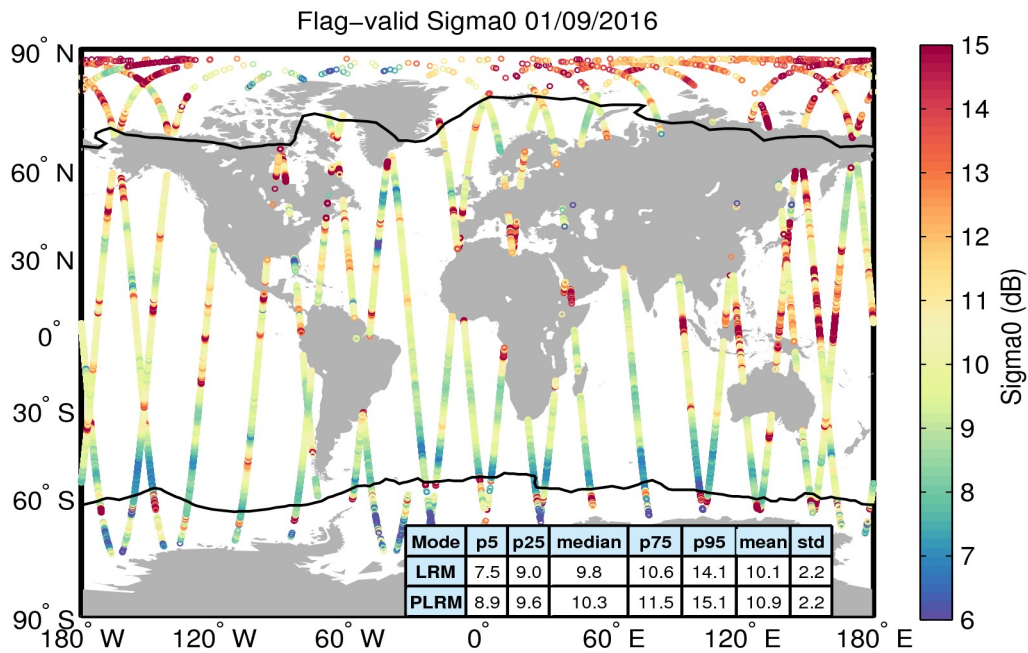 Flag−valid Sigma0 01/09/2016
90° N
60° N
30° N
0°
30° S
60° S
90° S
180° W
120° W
60° W
0°
60° E
120° E
180° E
15
14
13
12
11
10
9
8
7
6
Sigma0 (dB)
Mode p5 p25 median p75 p95 mean std
LRM 7.5 9.0 9.8 10.6 14.1 10.1 2.2
PLRM 8.9 9.6 10.3 11.5 15.1 10.9 2.2